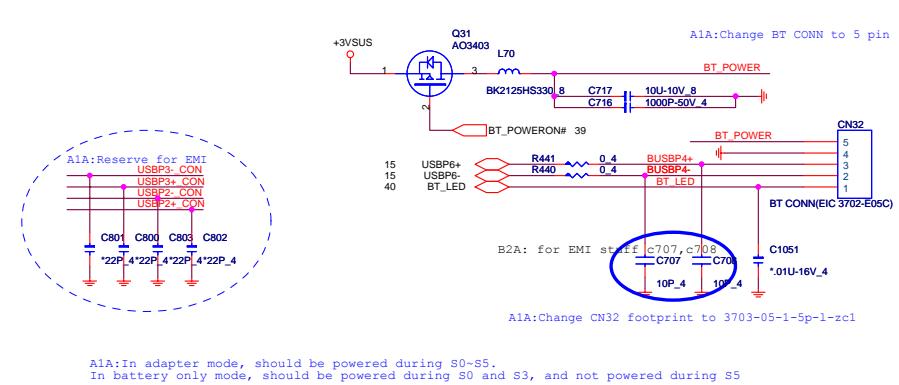 Q31
AO3403
A1A:Change BT CONN to 5 pin
+3VSUS
L70
1
3
BT_POWER
2
BK2125HS330_8
C717
10U-10V_8
C716
1000P-50V_4
BT_POWERON# 39
CN32
BT_POWER
5
4
3
2
1
15
USBP6+
R441
0_4
BUSBP4+
15
USBP6-
R440
0_4
BUSBP4-
40
BT_LED
BT_LED
BT CONN(EIC 3702-E05C)
A1A:Reserve for EMI
USBP3-_CON
USBP3+_CON
USBP2-_CON
USBP2+_CON
C801
C800
C803
C802
*22P_4
*22P_4
*22P_4
*22P_4
B2A: for EMI stuff c707,c708
C707
C708
C1051
10P_4
10P_4
*.01U-16V_4
A1A:Change CN32 footprint to 3703-05-1-5p-l-zc1
A1A:In adapter mode, should be powered during S0~S5.
In battery only mode, should be powered during S0 and S3, and not powered during S5